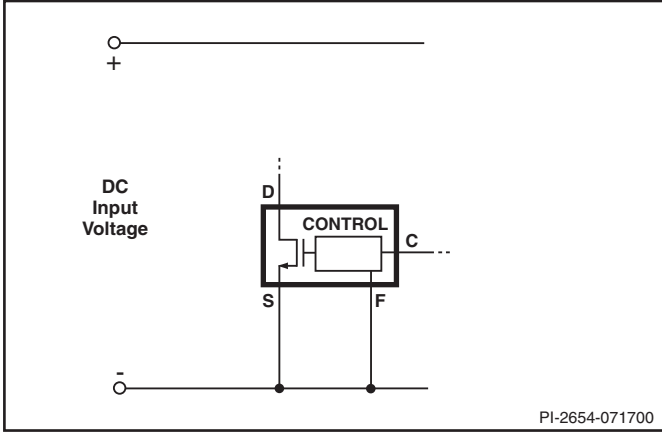 +
DC
Input
Voltage
D
CONTROL
C
S
F
-
PI-2654-071700